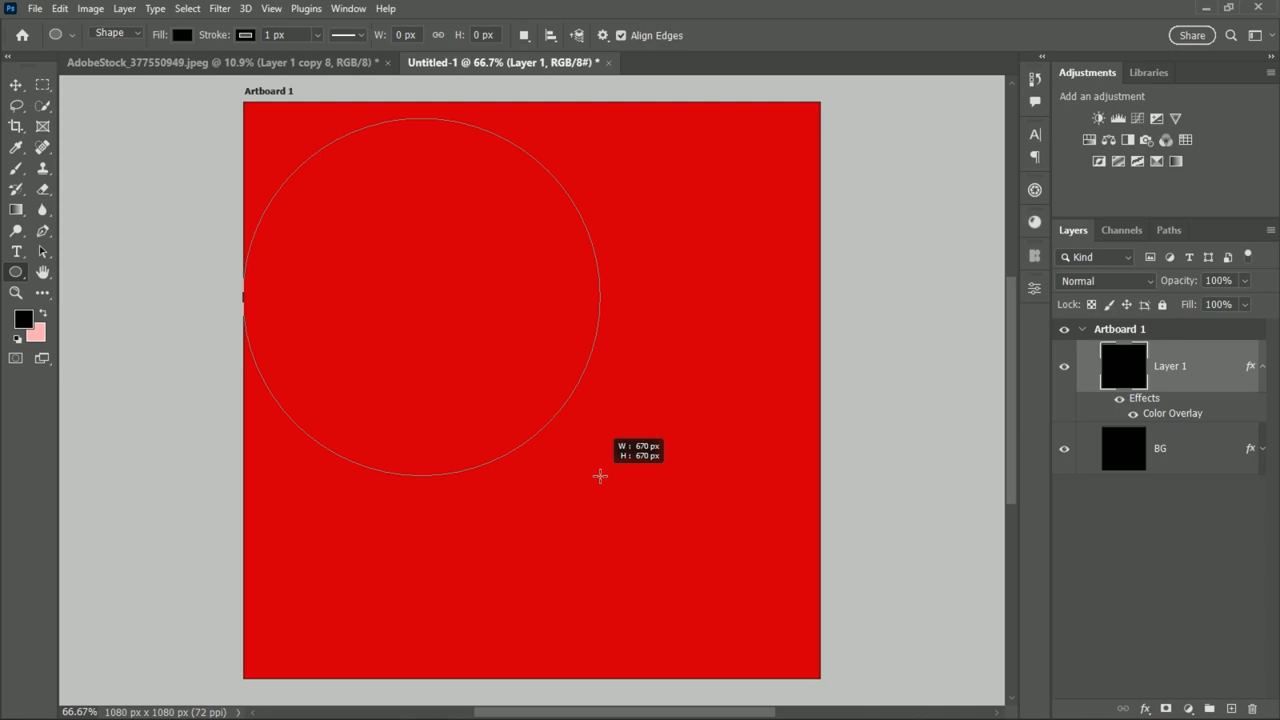 Ps File Edit Image Layer Type Select Filter 3D View Plugins Window Help
Shape Fill: Stroke: 1 px W: 0 px H: 0 px Align Edges Share
AdobeStock_377550949.jpeg @ 10.9% (Layer 1 copy 8, RGB/8) * × Untitled-1 @ 66.7% (Layer 1, RGB/8#) * ×
Adjustments Libraries
Artboard 1
Add an adjustment
Layers Channels Paths
Kind
Normal Opacity: 100%
Lock: Fill: 100%
Artboard 1
Layer 1 fx
Effects
Color Overlay
BG fx
W : 670 px
H : 670 px
66.67% 1080 px x 1080 px (72 ppi)